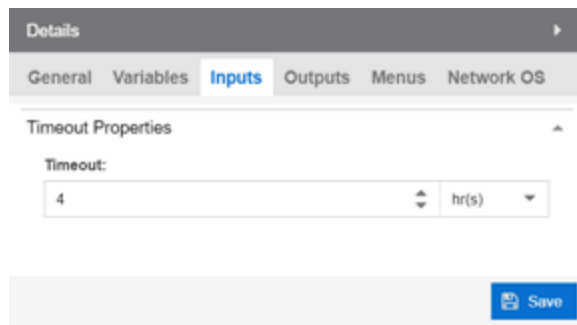 Details
General Variables Inputs Outputs Menus Network OS
Timeout Properties
Timeout:
4 hr(s)
Save